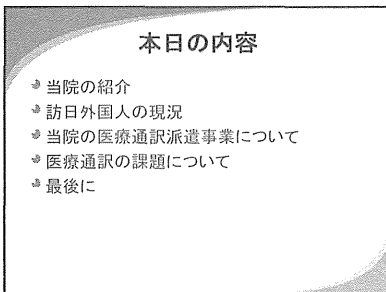 本日の内容
当院の紹介
訪日外国人の現況
当院の医療通訳派遣事業について
医療通訳の課題について
最後に